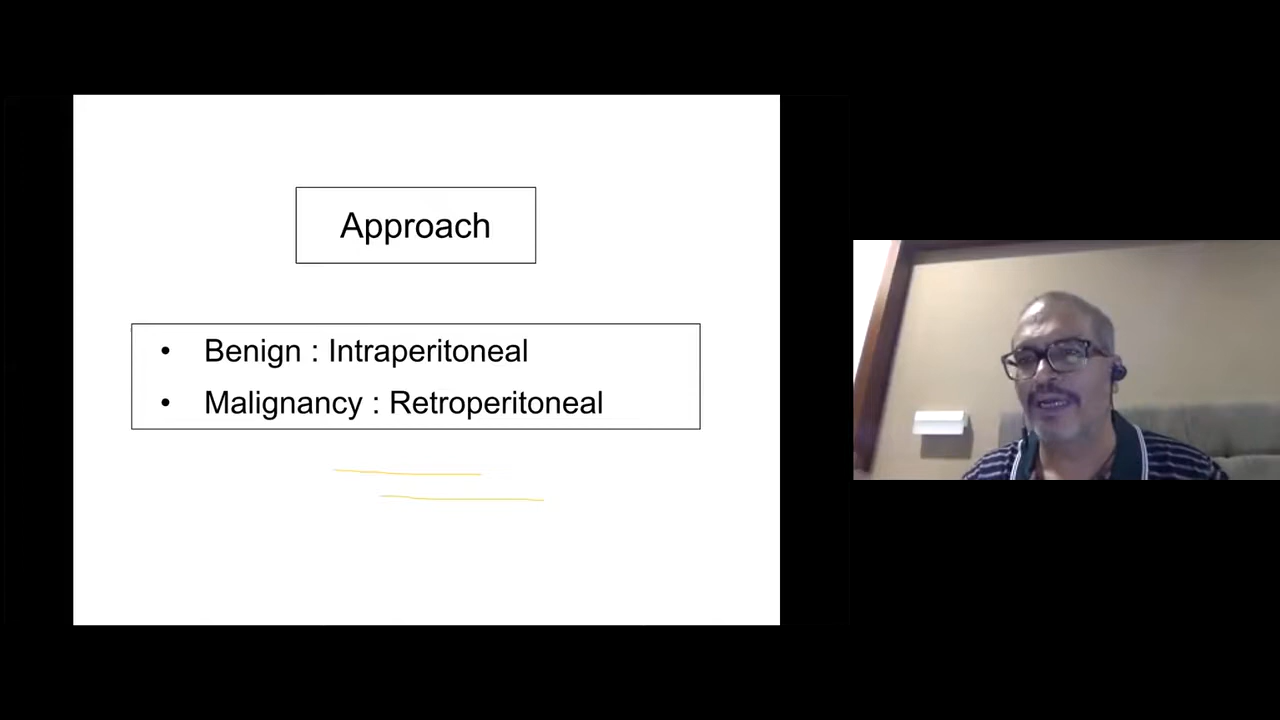 Approach
• Benign : Intraperitoneal
• Malignancy : Retroperitoneal